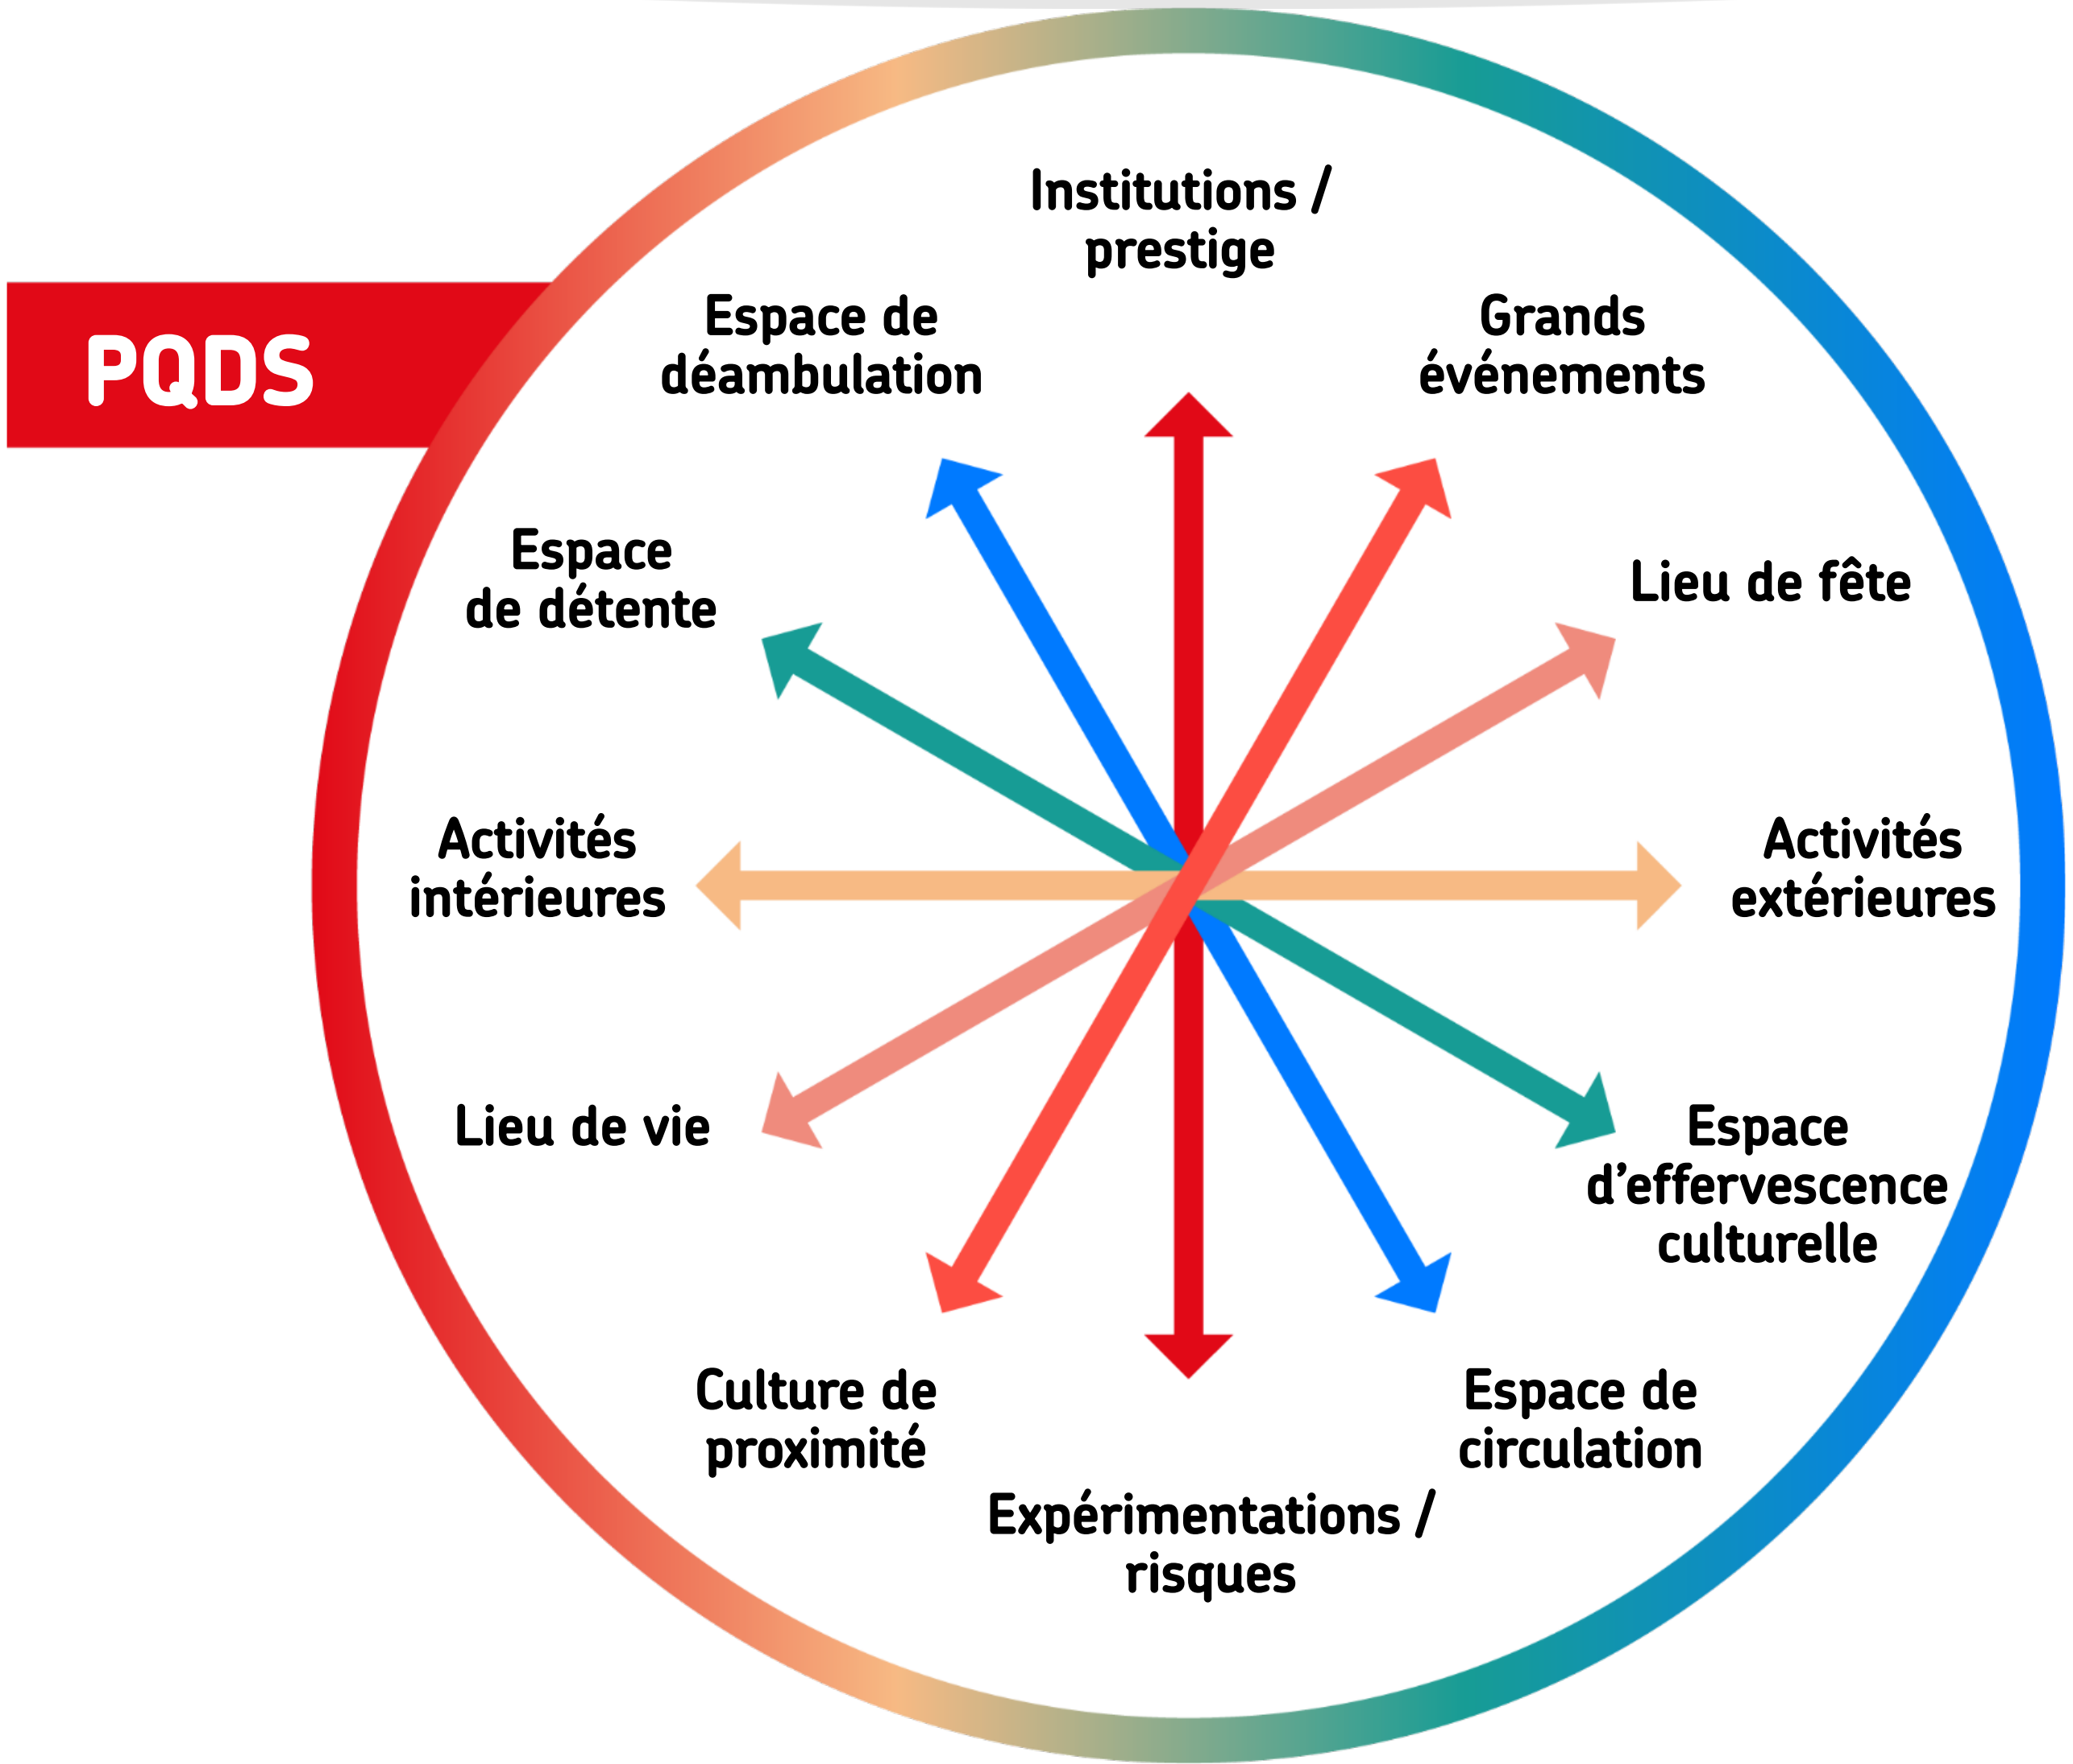 PQDS
Institutions /
prestige
Espace de
déambulation
Grands
événements
Espace
de détente
Lieu de fête
Activités
intérieures
Activités
extérieures
Lieu de vie
Espace
d’effervescence
culturelle
Culture de
proximité
Espace de
circulation
Expérimentations /
risques